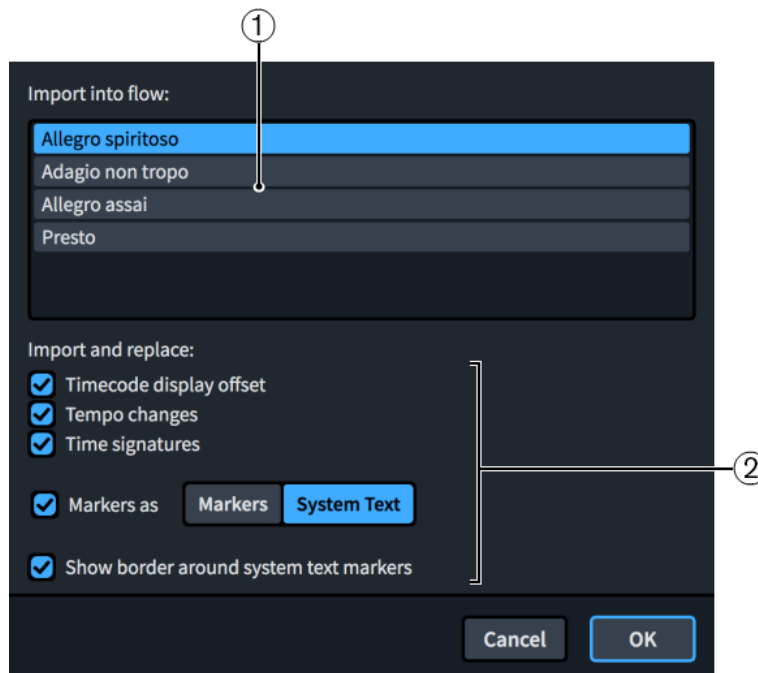 ①
Import into flow:
Allegro spiritoso
Adagio non tropo
Allegro assai
Presto
Import and replace:
Timecode display offset
Tempo changes
Time signatures
②
Markers as Markers System Text
Show border around system text markers
Cancel OK